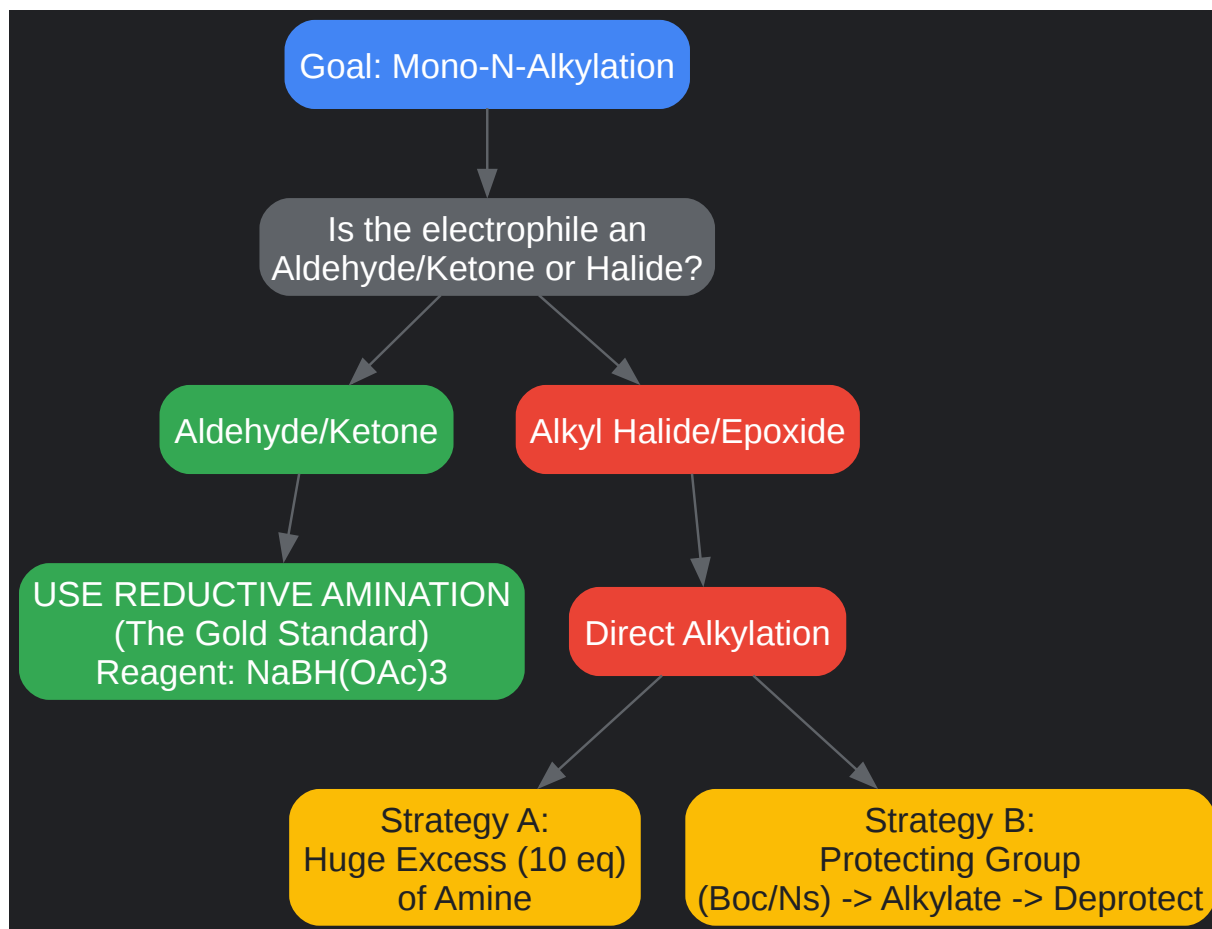 Goal: Mono-N-Alkylation
Is the electrophile an
Aldehyde/Ketone or Halide?
Aldehyde/Ketone
Alkyl Halide/Epoxide
USE REDUCTIVE AMINATION
(The Gold Standard)
Reagent: NaBH(OAc)3
Direct Alkylation
Strategy A:
Huge Excess (10 eq)
of Amine
Strategy B:
Protecting Group
(Boc/Ns) -> Alkylate -> Deprotect